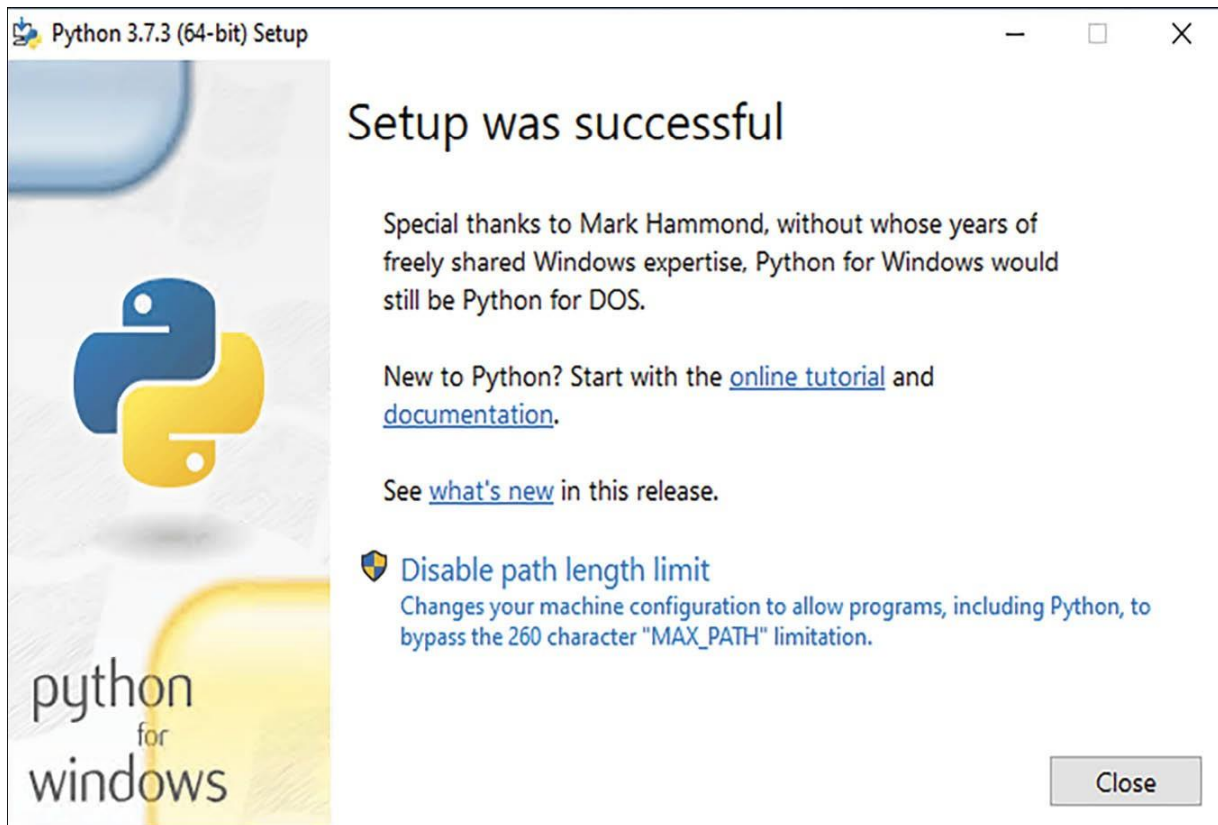 Python 3.7.3 (64-bit) Setup
Setup was successful
Special thanks to Mark Hammond, without whose years of
freely shared Windows expertise, Python for Windows would
still be Python for DOS.
New to Python? Start with the online tutorial and
documentation.
See what's new in this release.
Disable path length limit
Changes your machine configuration to allow programs, including Python, to
bypass the 260 character "MAX_PATH" limitation.
python
for
windows
Close